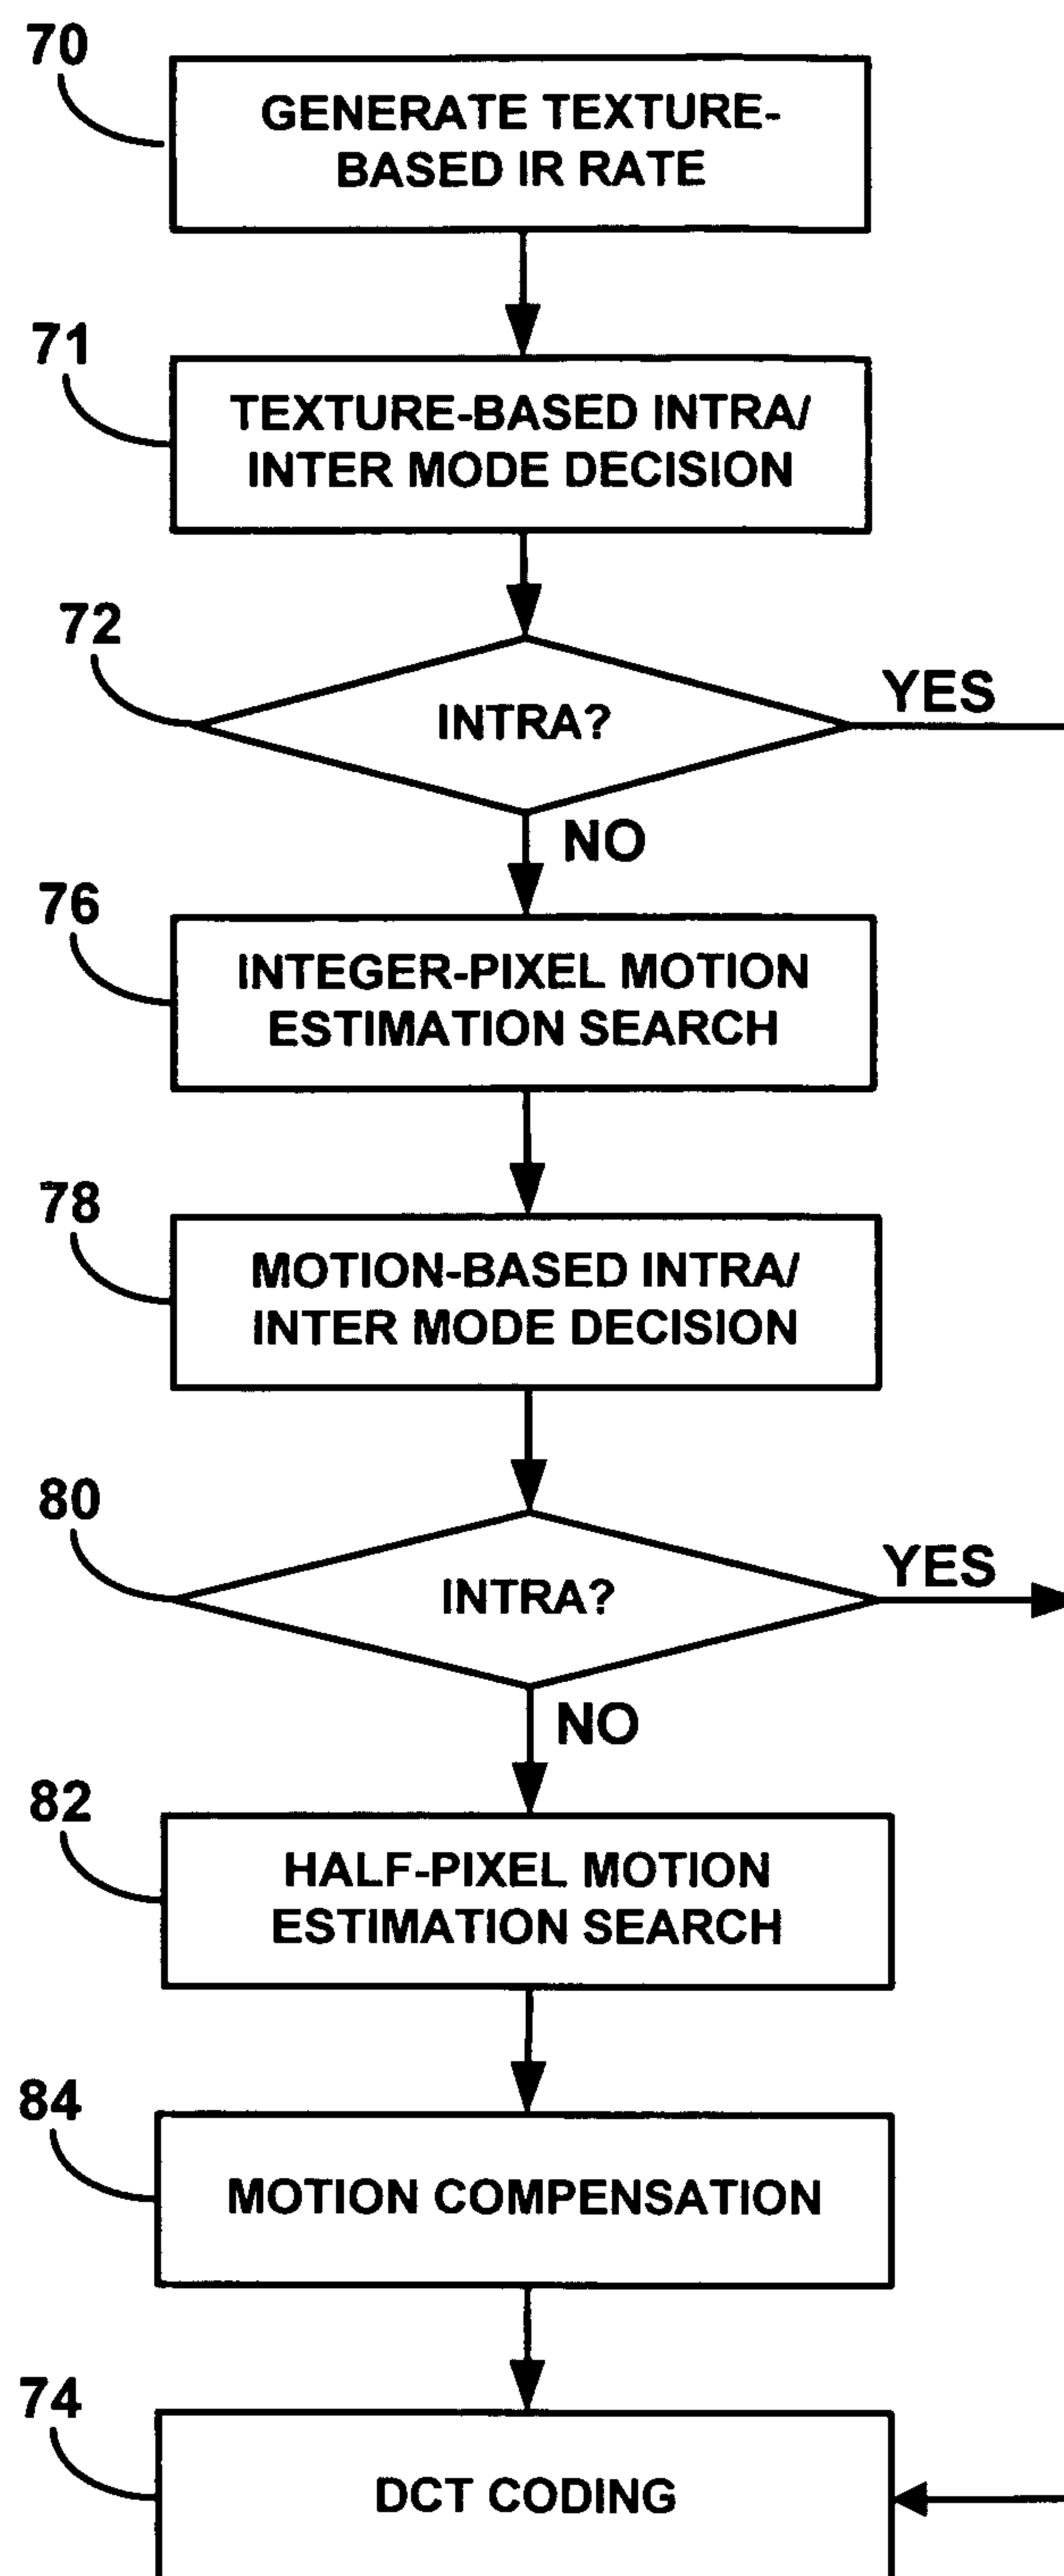 70
GENERATE TEXTURE-
BASED IR RATE
71
TEXTURE-BASED INTRA/
INTER MODE DECISION
72
INTRA?
YES
NO
76
INTEGER-PIXEL MOTION
ESTIMATION SEARCH
78
MOTION-BASED INTRA/
INTER MODE DECISION
80
INTRA?
YES
NO
82
HALF-PIXEL MOTION
ESTIMATION SEARCH
84
MOTION COMPENSATION
74
DCT CODING